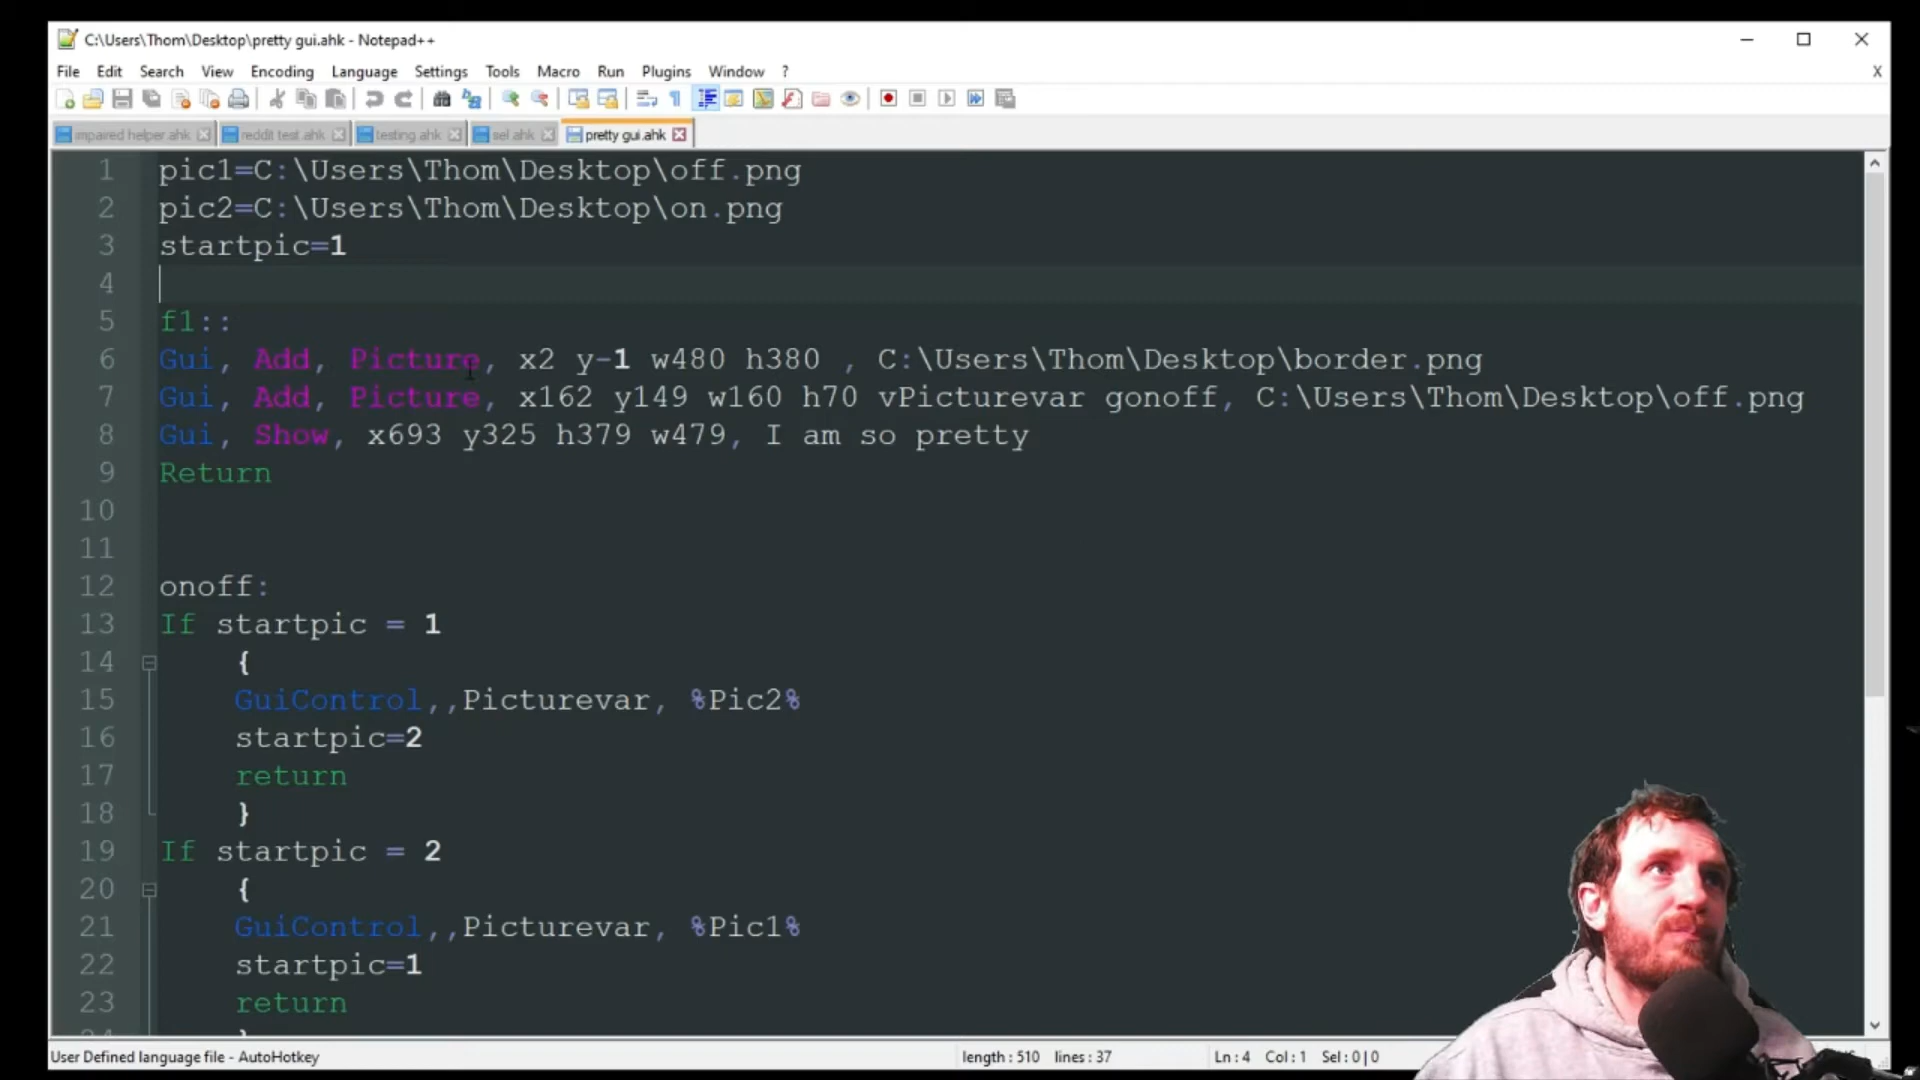 C:\Users\Thom\Desktop\pretty gui.ahk - Notepad++
File Edit Search View Encoding Language Settings Tools Macro Run Plugins Window ? X
impaired helper.ahk reddit test.ahk testing.ahk sel.ahk pretty gui.ahk
1 pic1=C:\Users\Thom\Desktop\off.png
2 pic2=C:\Users\Thom\Desktop\on.png
3 startpic=1
4
5 f1::
6 Gui, Add, Picture, x2 y-1 w480 h380 , C:\Users\Thom\Desktop\border.png
7 Gui, Add, Picture, x162 y149 w160 h70 vPicturevar gonoff, C:\Users\Thom\Desktop\off.png
8 Gui, Show, x693 y325 h379 w479, I am so pretty
9 Return
10
11
12 onoff:
13 If startpic = 1
14 {
15 GuiControl,,Picturevar, %Pic2%
16 startpic=2
17 return
18 }
19 If startpic = 2
20 {
21 GuiControl,,Picturevar, %Pic1%
22 startpic=1
23 return
24 }
User Defined language file - AutoHotkey length : 510 lines : 37 Ln : 4 Col : 1 Sel : 0 | 0